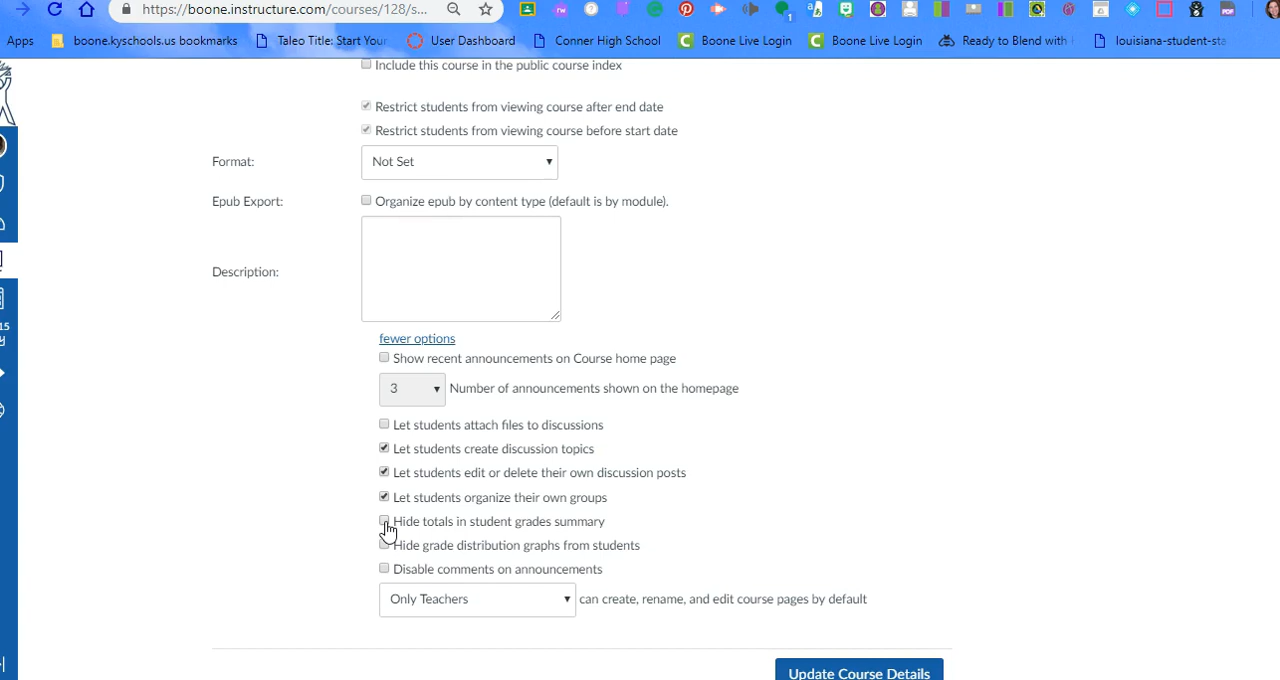 https://boone.instructure.com/courses/128/s...
1
PDF
Apps boone.kyschools.us bookmarks Taleo Title: Start Your User Dashboard Conner High School Boone Live Login Boone Live Login Ready to Blend with louisiana-student-sta
Include this course in the public course index
Restrict students from viewing course after end date
Restrict students from viewing course before start date
Format: Not Set
Epub Export: Organize epub by content type (default is by module).
Description:
15
fewer options
Show recent announcements on Course home page
3 Number of announcements shown on the homepage
Let students attach files to discussions
Let students create discussion topics
Let students edit or delete their own discussion posts
Let students organize their own groups
Hide totals in student grades summary
Hide grade distribution graphs from students
Disable comments on announcements
Only Teachers can create, rename, and edit course pages by default
Update Course Details